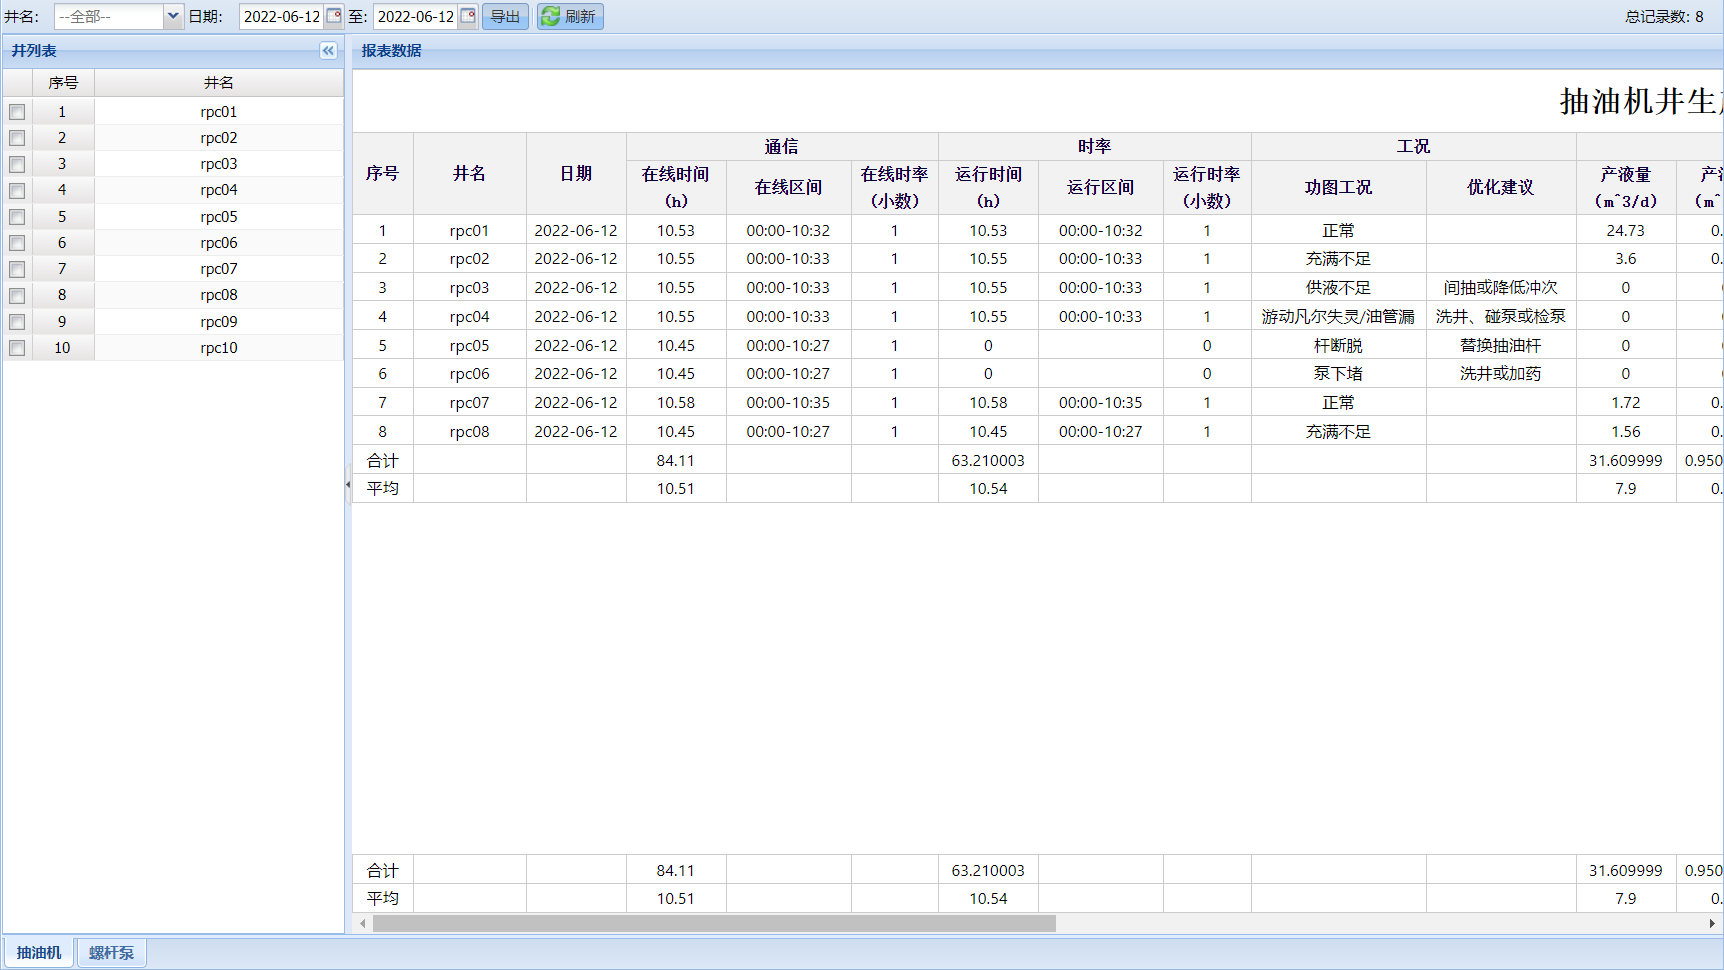 井名: --全部-- 日期: 2022-06-12 至: 2022-06-12 导出 刷新 总记录数: 8
井列表
序号 井名
1 rpc01
2 rpc02
3 rpc03
4 rpc04
5 rpc05
6 rpc06
7 rpc07
8 rpc08
9 rpc09
10 rpc10
报表数据
抽油机井生
通信 时率 工况
序号 井名 日期 在线时间 (h) 在线区间 在线时率 (小数) 运行时间 (h) 运行区间 运行时率 (小数) 功图工况 优化建议 产液量 (m^3/d) 产 (m^
1 rpc01 2022-06-12 10.53 00:00-10:32 1 10.53 00:00-10:32 1 正常 24.73 0.
2 rpc02 2022-06-12 10.55 00:00-10:33 1 10.55 00:00-10:33 1 充满不足 3.6 0.
3 rpc03 2022-06-12 10.55 00:00-10:33 1 10.55 00:00-10:33 1 供液不足 间抽或降低冲次 0
4 rpc04 2022-06-12 10.55 00:00-10:33 1 10.55 00:00-10:33 1 游动凡尔失灵/油管漏 洗井、碰泵或检泵 0
5 rpc05 2022-06-12 10.45 00:00-10:27 1 0 0 杆断脱 替换抽油杆 0
6 rpc06 2022-06-12 10.45 00:00-10:27 1 0 0 泵下堵 洗井或加药 0
7 rpc07 2022-06-12 10.58 00:00-10:35 1 10.58 00:00-10:35 1 正常 1.72 0.
8 rpc08 2022-06-12 10.45 00:00-10:27 1 10.45 00:00-10:27 1 充满不足 1.56 0.
合计 84.11 63.210003 31.609999 0.950
平均 10.51 10.54 7.9 0.
合计 84.11 63.210003 31.609999 0.950
平均 10.51 10.54 7.9 0.
抽油机 螺杆泵